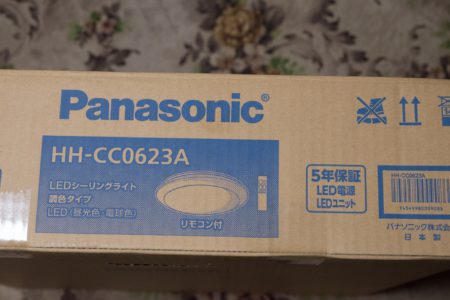 Panasonic®
HH-CC0623A
LEDシーリングライト
調色タイプ
LED（昼光色・電球色）
リモコン付
5年保証
LED電源
LEDユニット
HH-CC0623A
パナソニック株式会
日本製